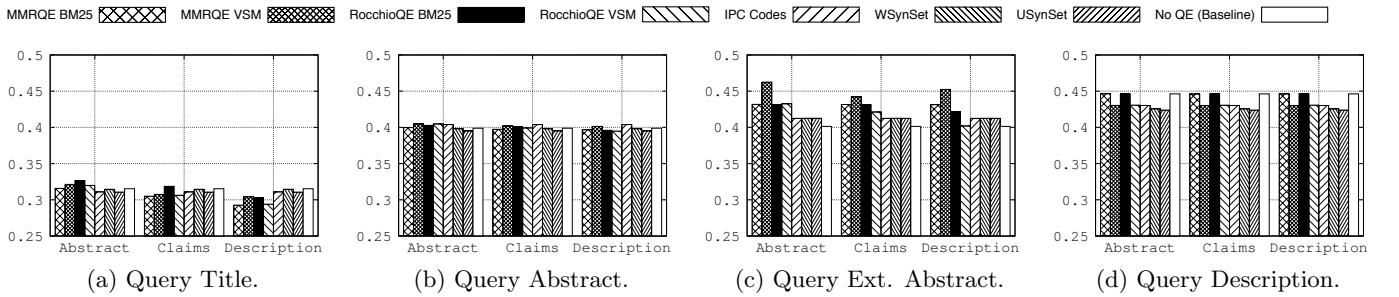 MMRQE BM25 MMRQE VSM RocchioQE BM25 RocchioQE VSM IPC Codes WSynSet USynSet No QE (Baseline)
0.5 0.5 0.5 0.5
0.45 0.45 0.45 0.45
0.4 0.4 0.4 0.4
0.35 0.35 0.35 0.35
0.3 0.3 0.3 0.3
0.25 0.25 0.25 0.25
Abstract Claims Description Abstract Claims Description Abstract Claims Description Abstract Claims Description
(a) Query Title. (b) Query Abstract. (c) Query Ext. Abstract. (d) Query Description.